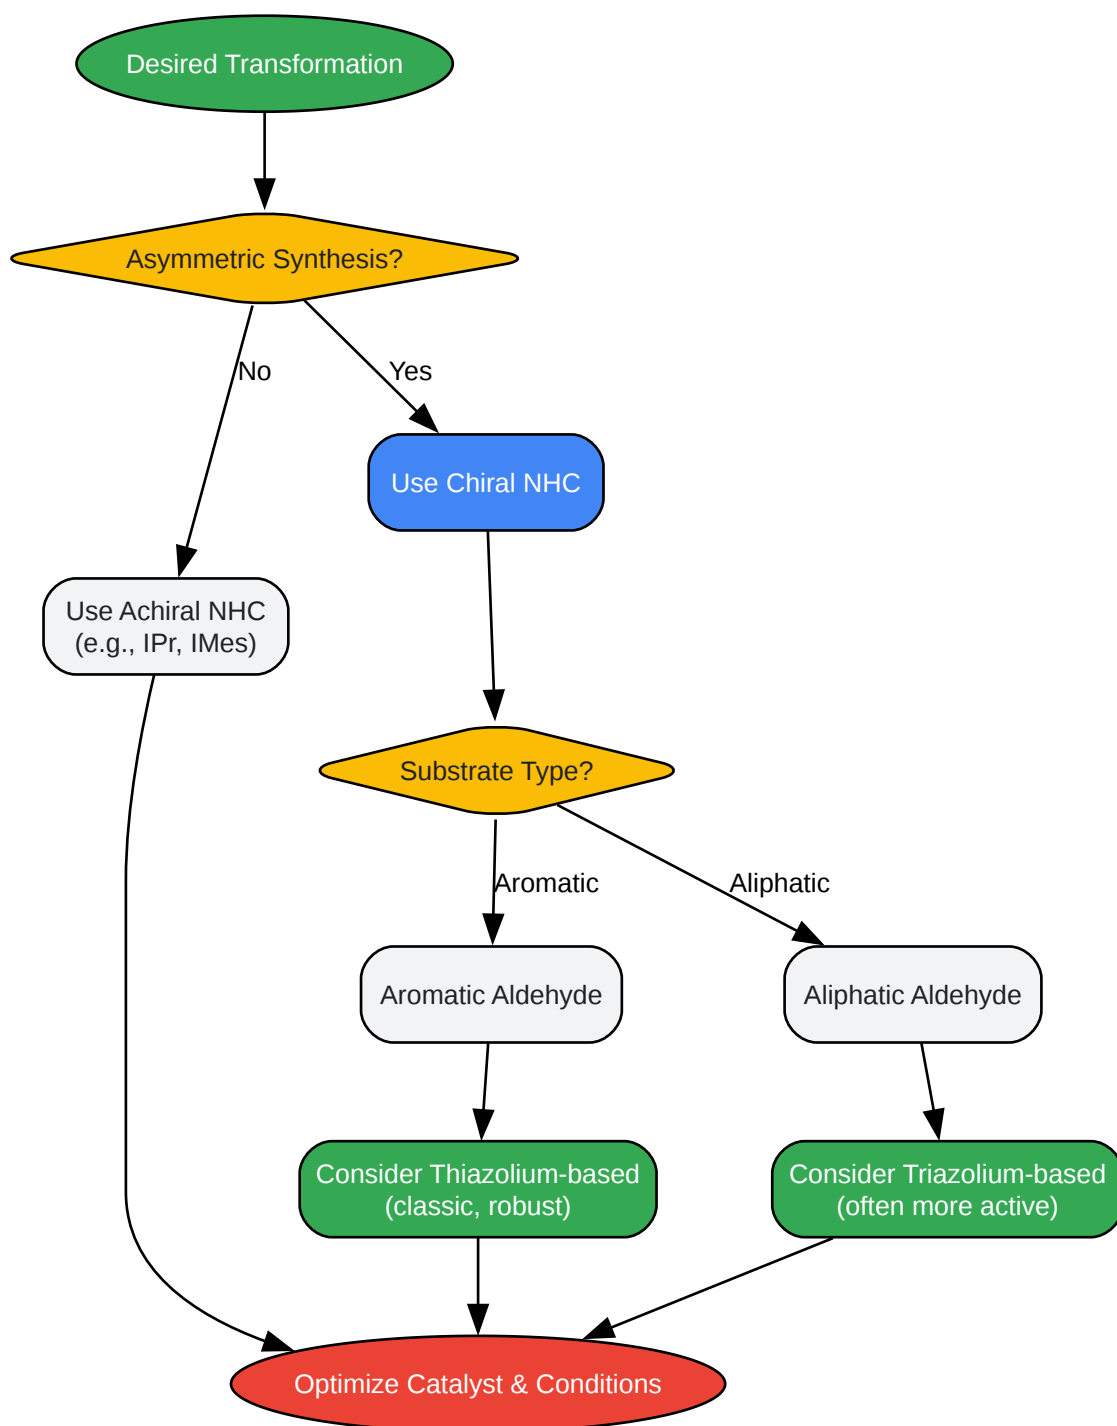 Desired Transformation
Asymmetric Synthesis?
No
Yes
Use Chiral NHC
Use Achiral NHC
(e.g., IPr, IMes)
Substrate Type?
Aromatic
Aliphatic
Aromatic Aldehyde
Aliphatic Aldehyde
Consider Thiazolium-based
(classic, robust)
Consider Triazolium-based
(often more active)
Optimize Catalyst & Conditions